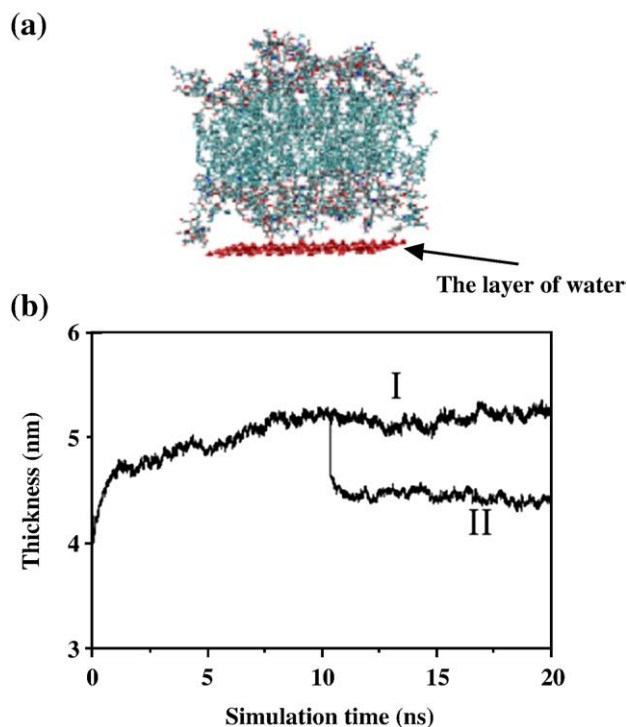 (a)
The layer of water
(b)
6
5
4
3
Thickness (nm)
I
II
0 5 10 15 20
Simulation time (ns)